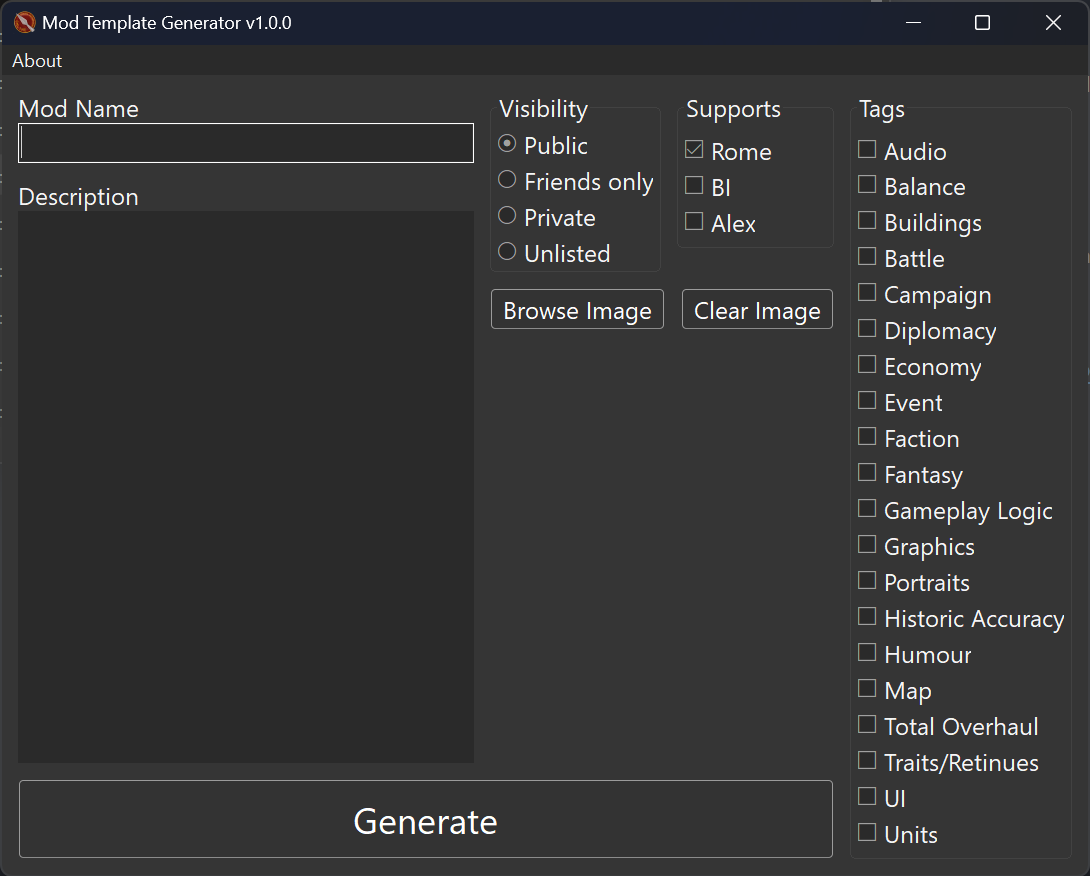 Mod Template Generator v1.0.0
About
Mod Name
Description
Visibility
Public
Friends only
Private
Unlisted
Supports
Rome
BI
Alex
Browse Image
Clear Image
Tags
Audio
Balance
Buildings
Battle
Campaign
Diplomacy
Economy
Event
Faction
Fantasy
Gameplay Logic
Graphics
Portraits
Historic Accuracy
Humour
Map
Total Overhaul
Traits/Retinues
UI
Units
Generate